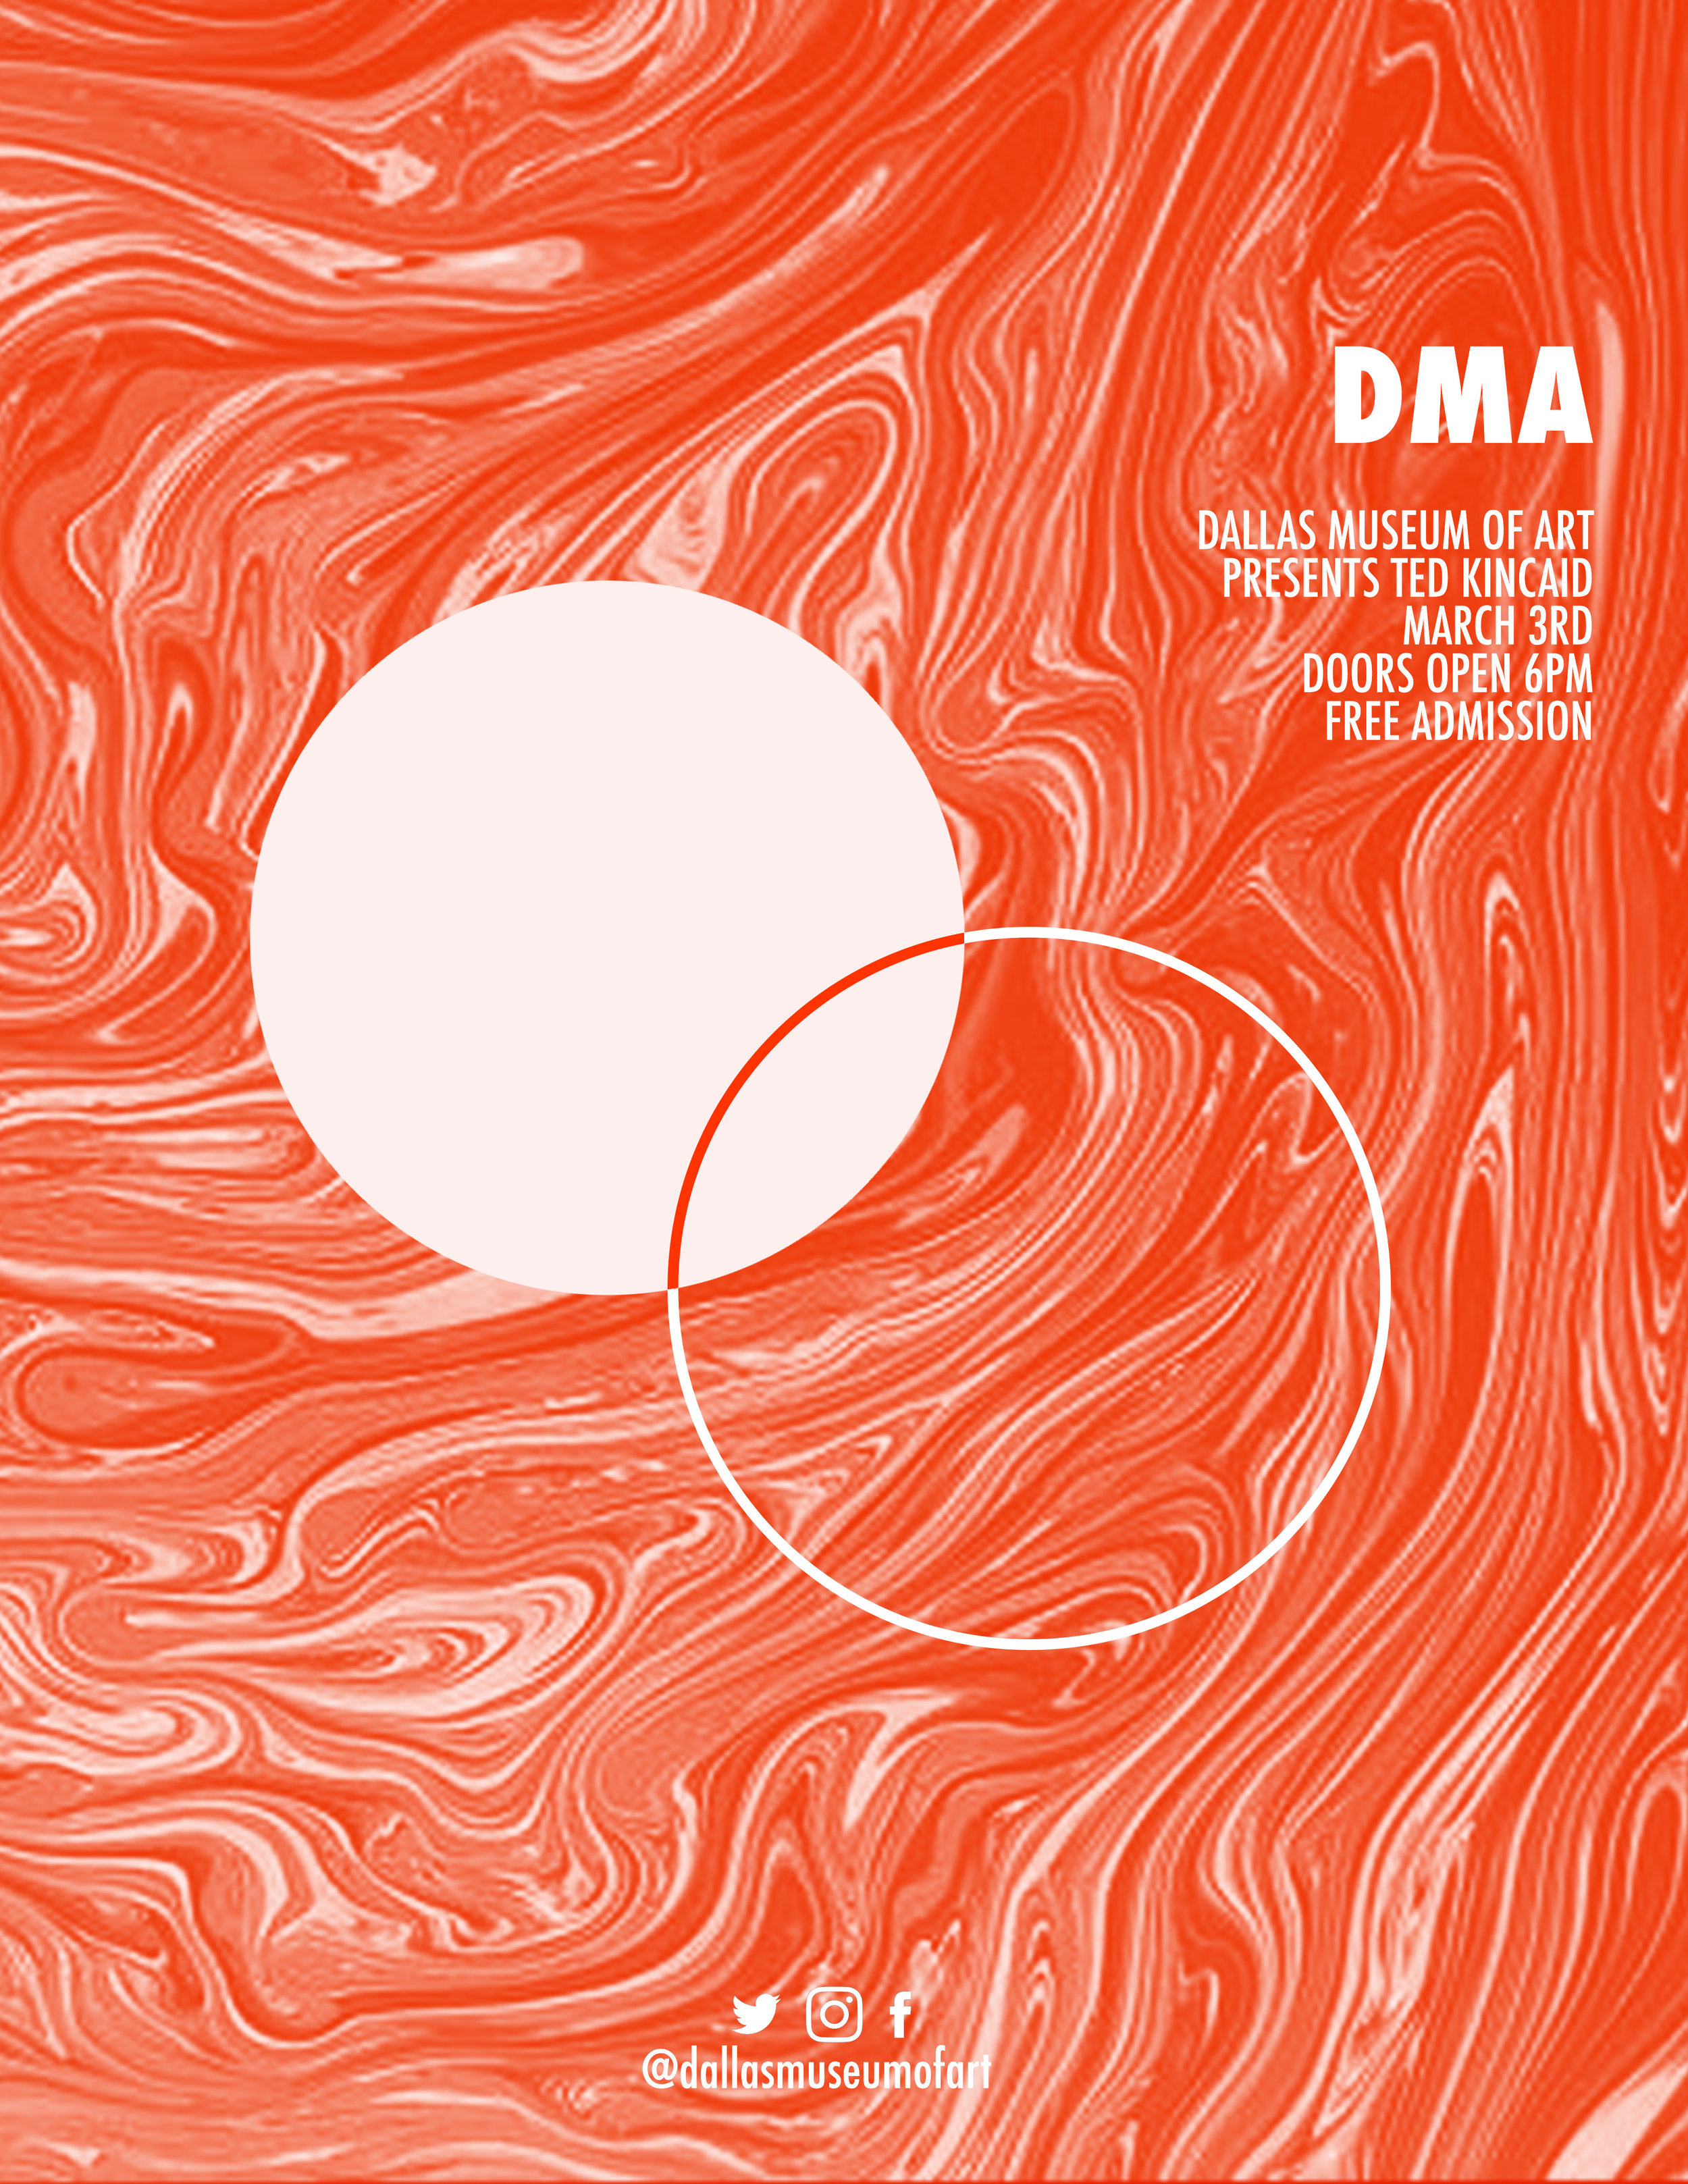 DMA
DALLAS MUSEUM OF ART
PRESENTS TED KINCAID
MARCH 3RD
DOORS OPEN 6PM
FREE ADMISSION
@dallasmuseumofart